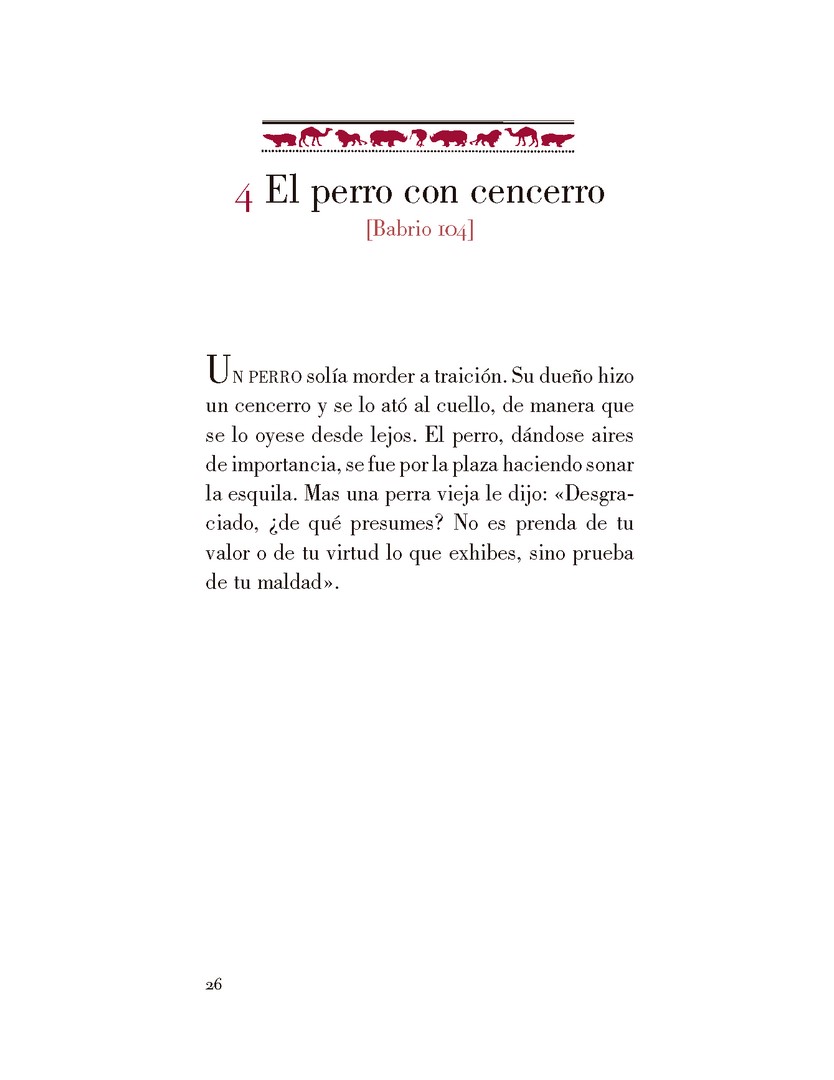 4 El perro con cencerro
[Babrio 104]
UN PERRO solía morder a traición. Su dueño hizo
un cencerro y se lo ató al cuello, de manera que
se lo oyese desde lejos. El perro, dándose aires
de importancia, se fue por la plaza haciendo sonar
la esquila. Mas una perra vieja le dijo: «Desgra-
ciado, ¿de qué presumes? No es prenda de tu
valor o de tu virtud lo que exhibes, sino prueba
de tu maldad».
26